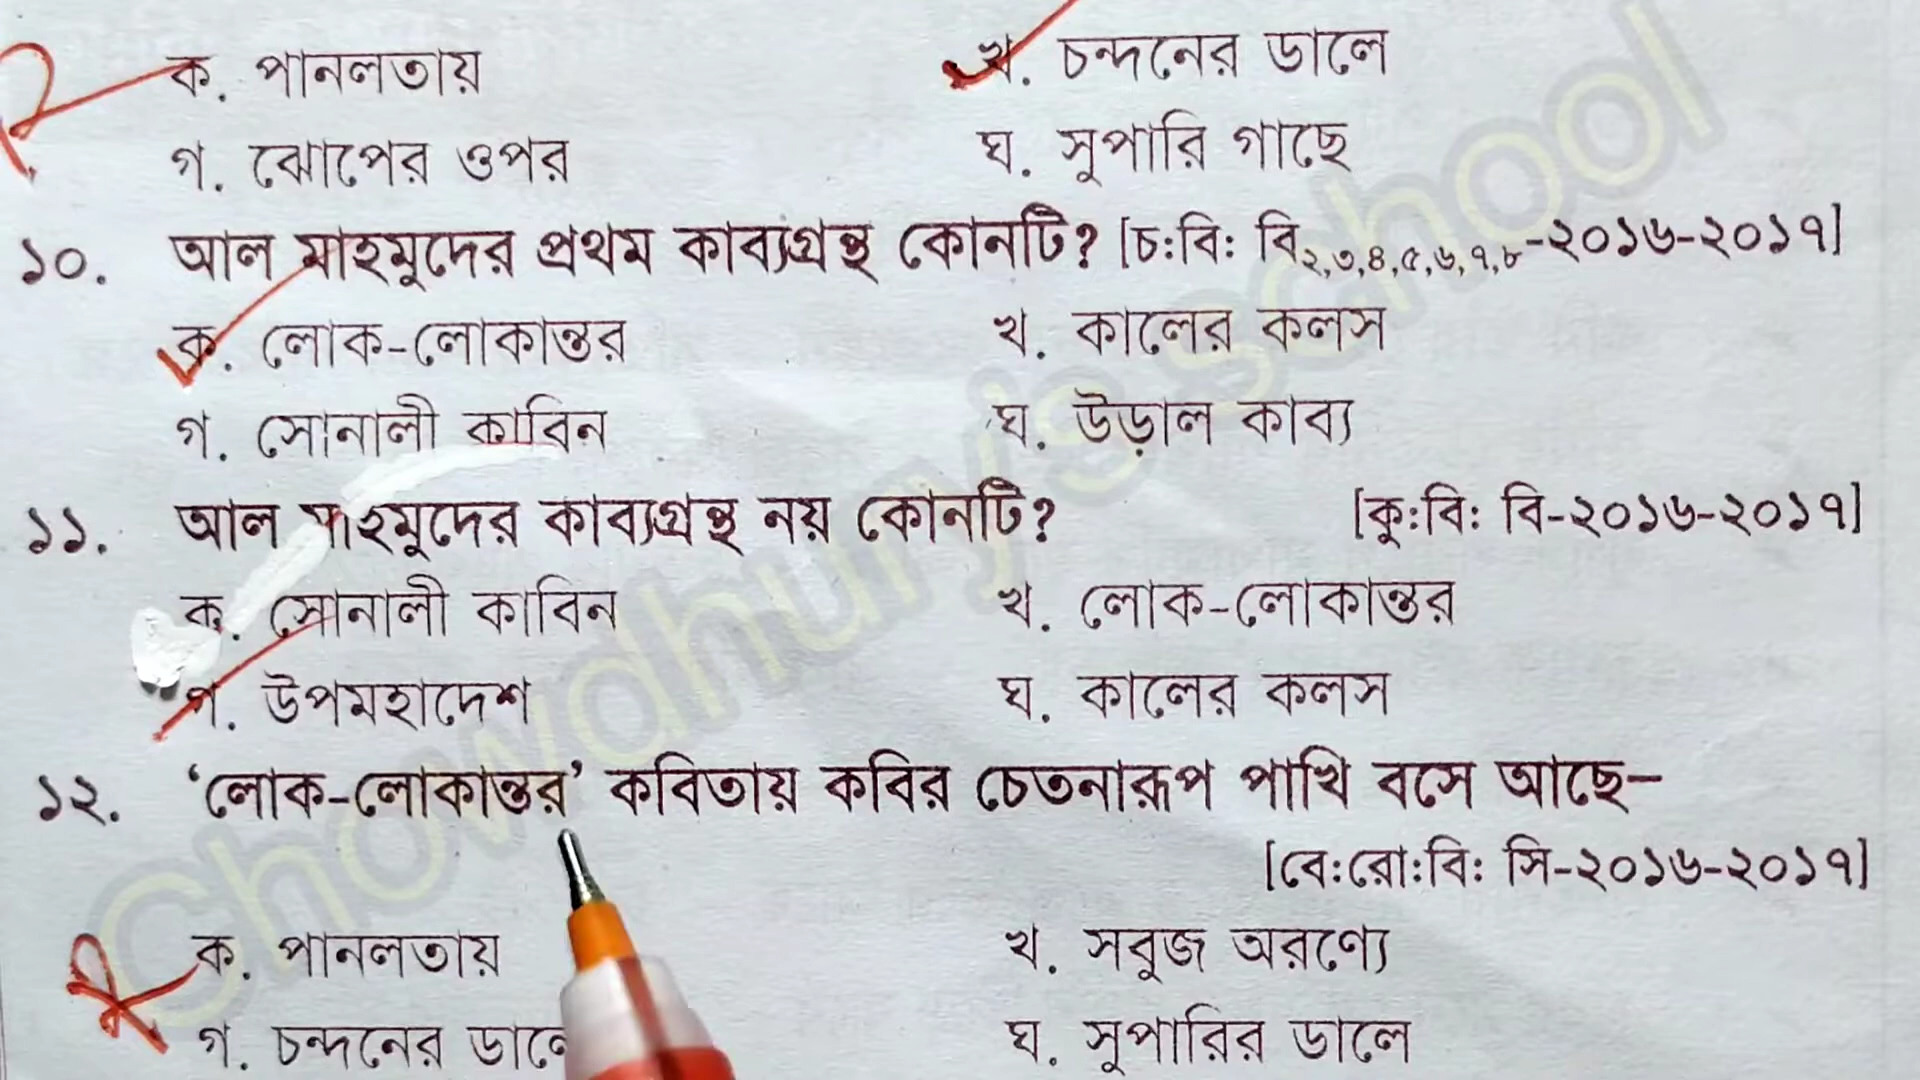 ক. পানলতায় খ. চন্দনের ডালে
গ. ঝোপের ওপর ঘ. সুপারি গাছে
১০. আল মাহমুদের প্রথম কাব্যগ্রন্থ কোনটি? [চ:বি: বি২,৩,৪,৫,৬,৭,৮-২০১৬-২০১৭]
ক. লোক-লোকান্তর খ. কালের কলস
গ. সোনালী কাবিন ঘ. উড়াল কাব্য
১১. আল মাহমুদের কাব্যগ্রন্থ নয় কোনটি? [কু:বি: বি-২০১৬-২০১৭]
ক. সোনালী কাবিন খ. লোক-লোকান্তর
গ. উপমহাদেশ ঘ. কালের কলস
১২. ‘লোক-লোকান্তর’ কবিতায় কবির চেতনারূপ পাখি বসে আছে–
[বে:রো:বি: সি-২০১৬-২০১৭]
ক. পানলতায় খ. সবুজ অরণ্যে
গ. চন্দনের ডালে ঘ. সুপারির ডালে
Chowdhury's school